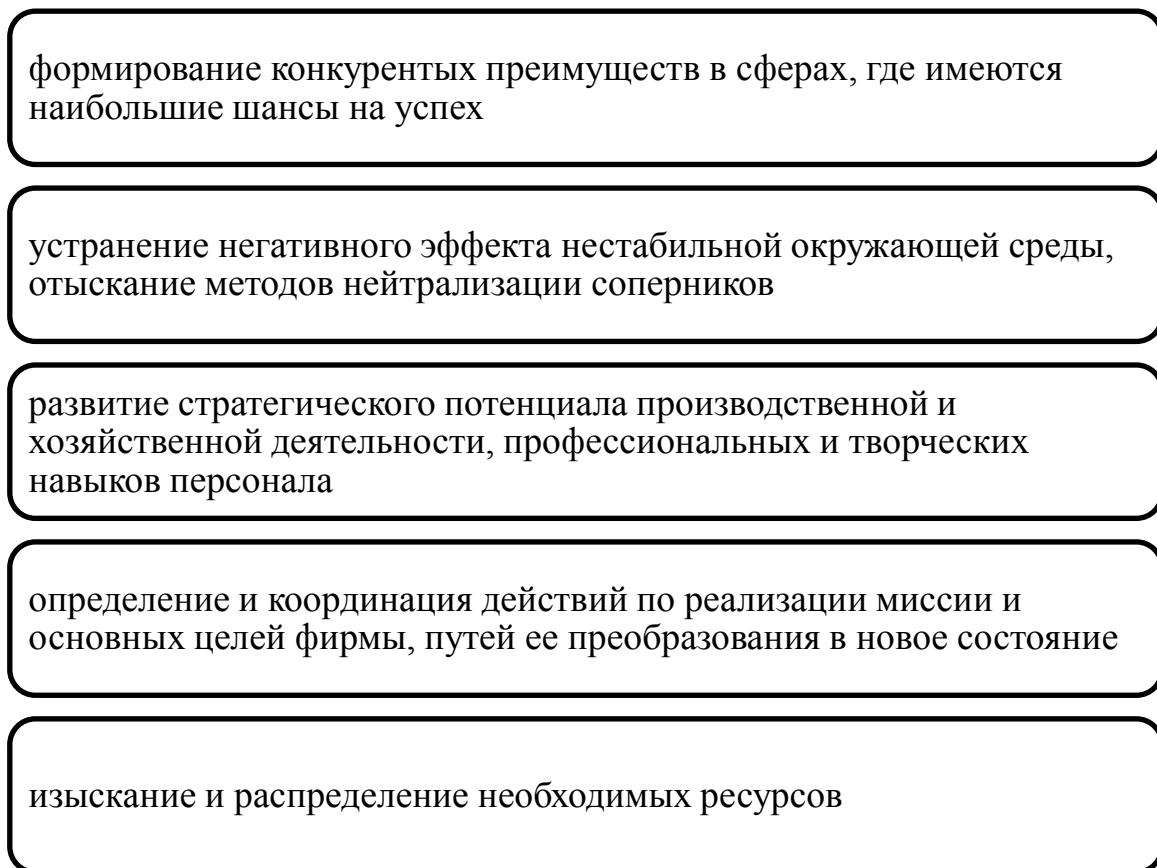 формирование конкурентых преимуществ в сферах, где имеются
наибольшие шансы на успех
устранение негативного эффекта нестабильной окружающей среды,
отыскание методов нейтрализации соперников
развитие стратегического потенциала производственной и
хозяйственной деятельности, профессиональных и творческих
навыков персонала
определение и координация действий по реализации миссии и
основных целей фирмы, путей ее преобразования в новое состояние
изыскание и распределение необходимых ресурсов